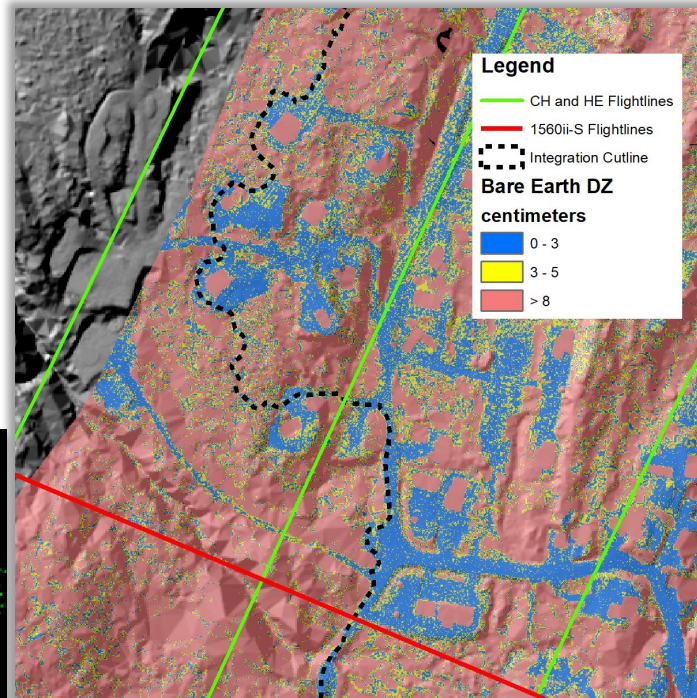 Legend
CH and HE Flightlines
1560ii-S Flightlines
Integration Cutline
Bare Earth DZ
centimeters
0 - 3
3 - 5
> 8